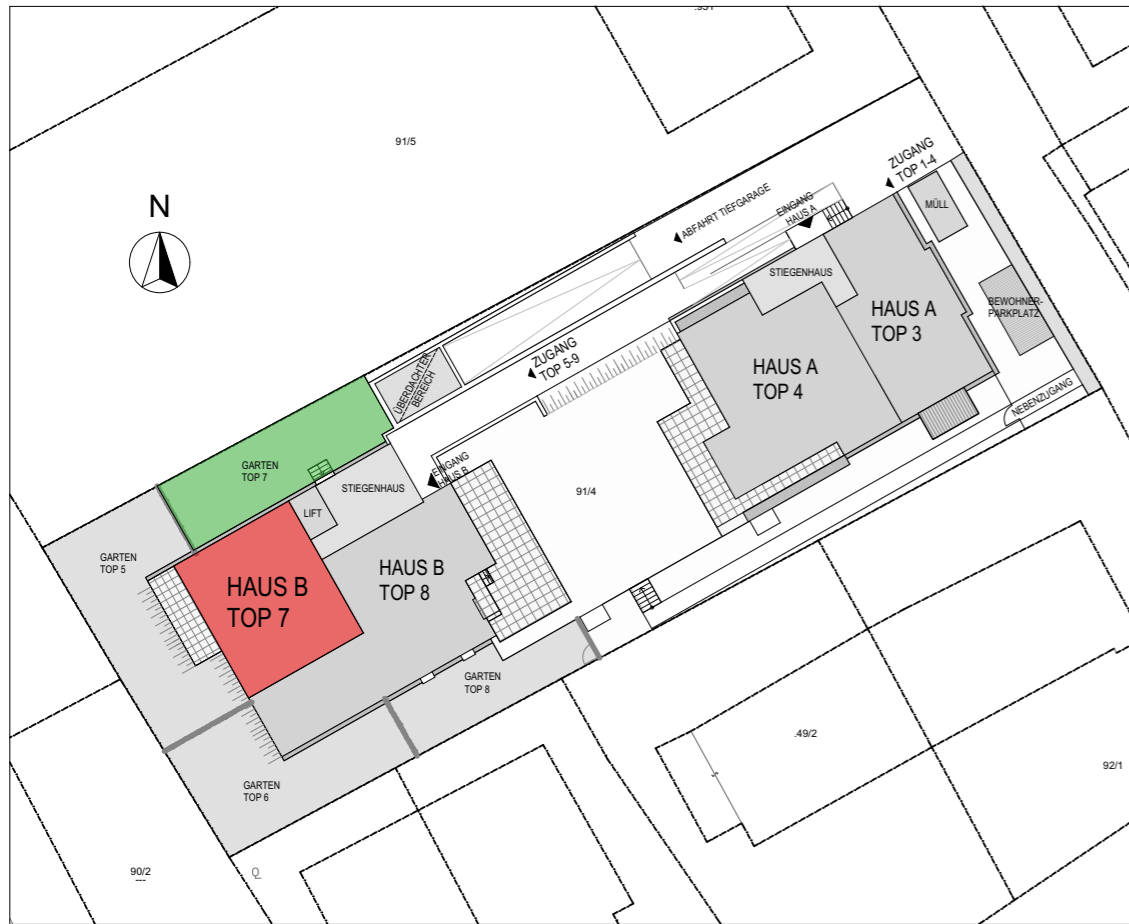 91/5
N
ZUGANG
TOP 1-4
MÜLL
ABFAHRT TIEFGARAGE
EINGANG
HAUS A
STIEGENHAUS
BEWOHNER-
PARKPLATZ
HAUS A
TOP 3
HAUS A
TOP 4
NEBENZUGANG
ZUGANG
TOP 5-9
ÜBERDACHTER
BEREICH
GARTEN
TOP 7
EINGANG
HAUS B
STIEGENHAUS
LIFT
91/4
GARTEN
TOP 5
HAUS B
TOP 7
HAUS B
TOP 8
GARTEN
TOP 8
GARTEN
TOP 6
.49/2
92/1
90/2